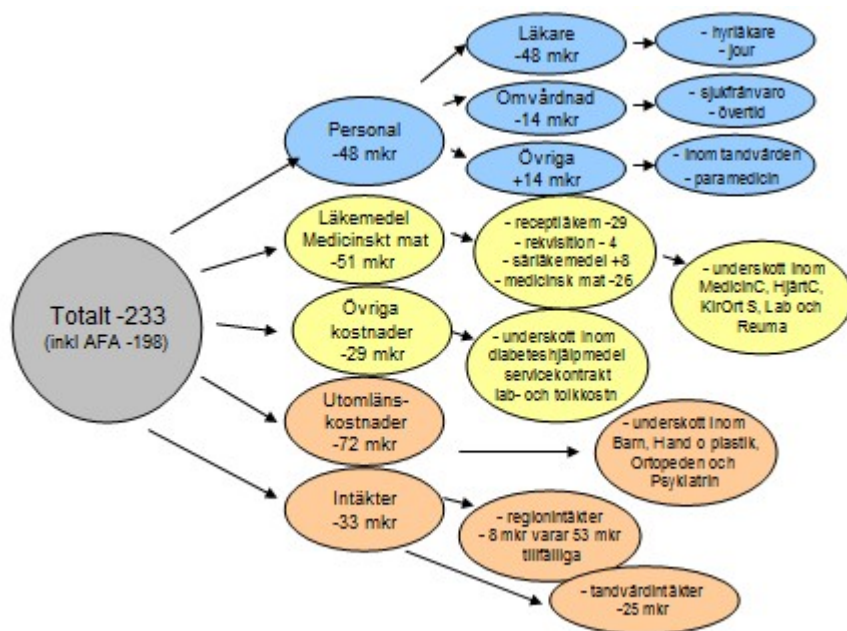 Totalt -233
(inkl AFA -198)
Personal
-48 mkr
Läkare
-48 mkr
- hyrläkare
- jour
Omvårdnad
-14 mkr
- sjukfrånvaro
- övertid
Övriga
+14 mkr
- inom tandvården
- paramedicin
Läkemedel
Medicinskt mat
-51 mkr
- receptläkem -29
- rekvisition - 4
- särläkemedel +8
- medicinsk mat -26
- underskott inom
MedicinC, HjärtC,
KirOrt S, Lab och
Reuma
Övriga
kostnader
-29 mkr
- underskott inom
diabeteshjälpmedel
servicekontrakt
lab- och tolkkostn
Utomläns-
kostnader
-72 mkr
- underskott inom
Barn, Hand o plastik,
Ortopeden och
Psykiatrin
Intäkter
-33 mkr
- regionintäkter
- 8 mkr varar 53 mkr
tillfälliga
- tandvårdintäkter
-25 mkr